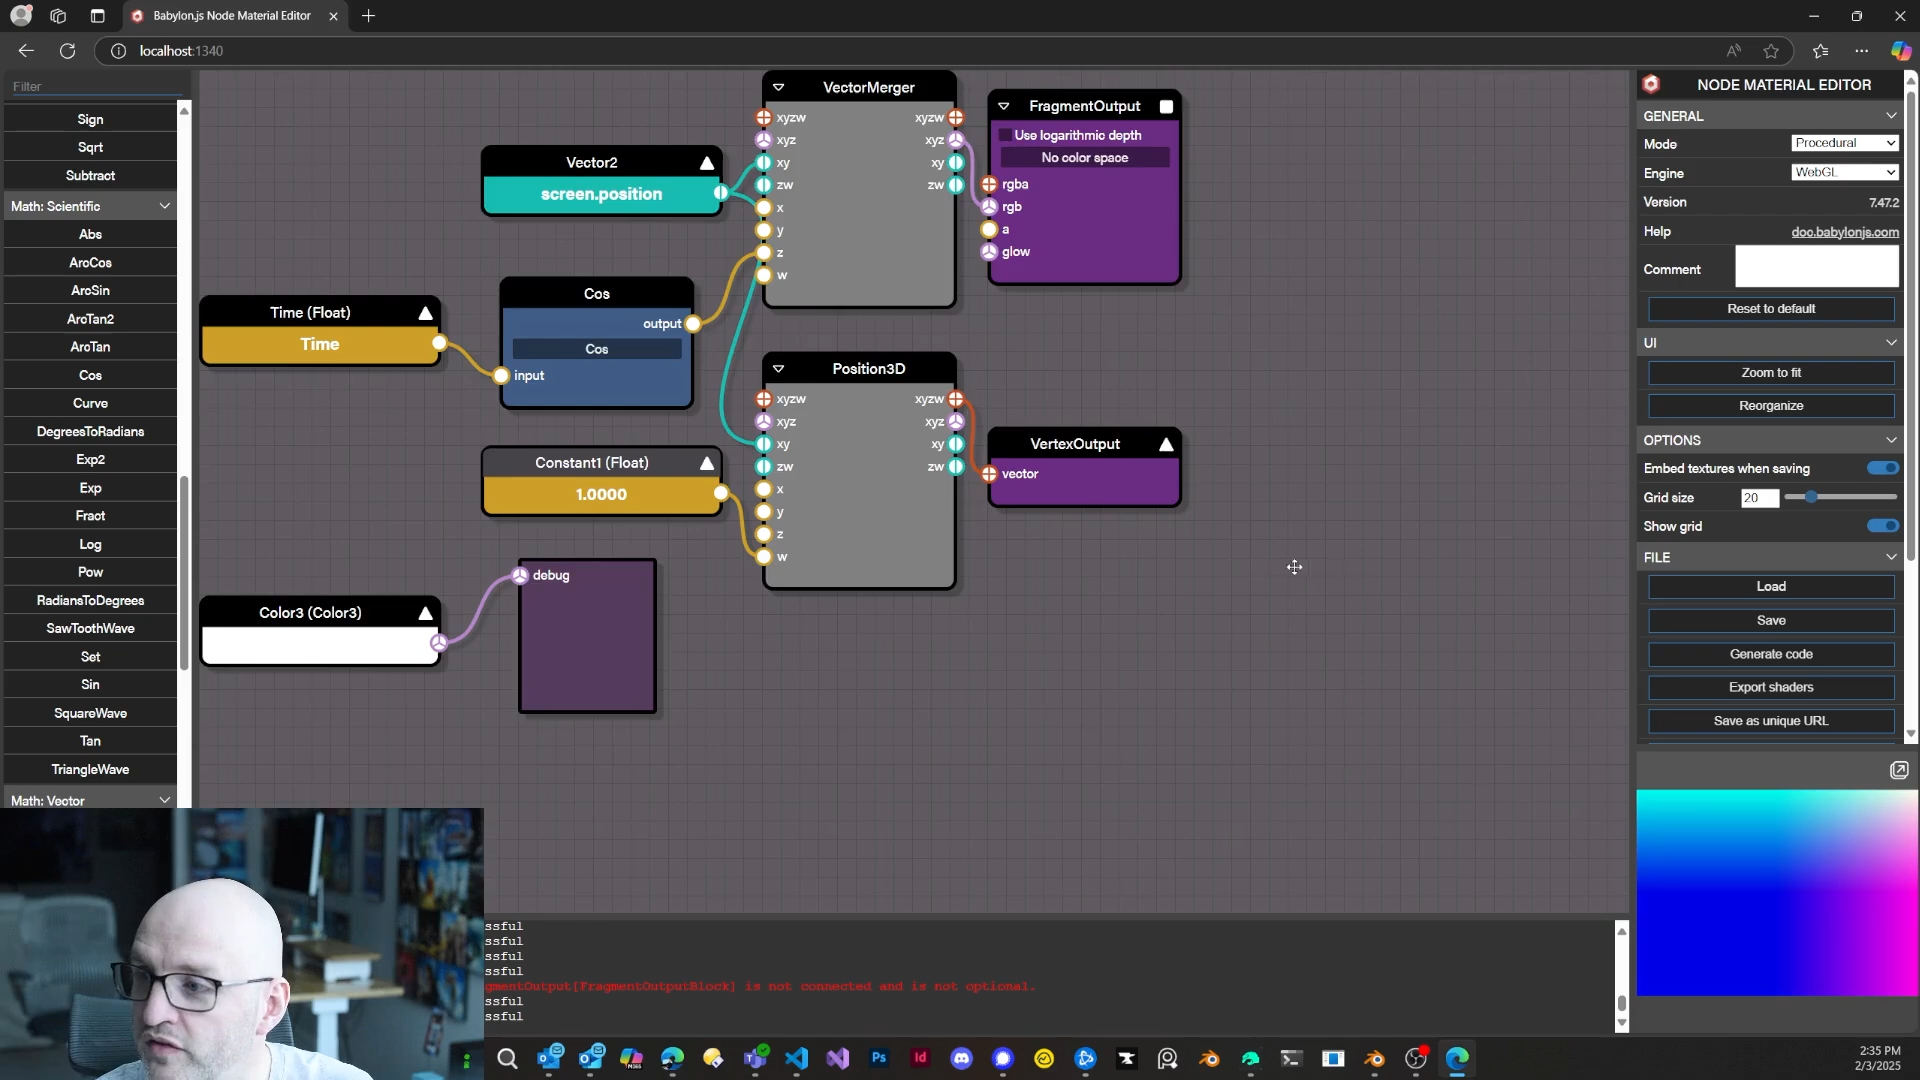 Babylon.js Node Material Editor
localhost:1340
Filter
Sign
Sqrt
Subtract
Math: Scientific
Abs
ArcCos
ArcSin
ArcTan2
ArcTan
Cos
Curve
DegreesToRadians
Exp2
Exp
Fract
Log
Pow
RadiansToDegrees
SawToothWave
Set
Sin
SquareWave
Tan
TriangleWave
Math: Vector
Vector2
screen.position
Time (Float)
Time
Cos
output
Cos
input
Constant1 (Float)
1.0000
Color3 (Color3)
debug
VectorMerger
xyzw xyzw
xyz xyz
xy xy
zw zw
x
y
z
w
Position3D
xyzw xyzw
xyz xyz
xy xy
zw zw
x
y
z
w
FragmentOutput
Use logarithmic depth
No color space
rgba
rgb
a
glow
VertexOutput
vector
NODE MATERIAL EDITOR
GENERAL
Mode Procedural
Engine WebGL
Version 7.47.2
Help doc.babylonjs.com
Comment
Reset to default
UI
Zoom to fit
Reorganize
OPTIONS
Embed textures when saving
Grid size 20
Show grid
FILE
Load
Save
Generate code
Export shaders
Save as unique URL
ssful
ssful
ssful
ssful
gmentOutput[FragmentOutputBlock] is not connected and is not optional.
ssful
ssful
M365
Ps
Id
2:35 PM
2/3/2025